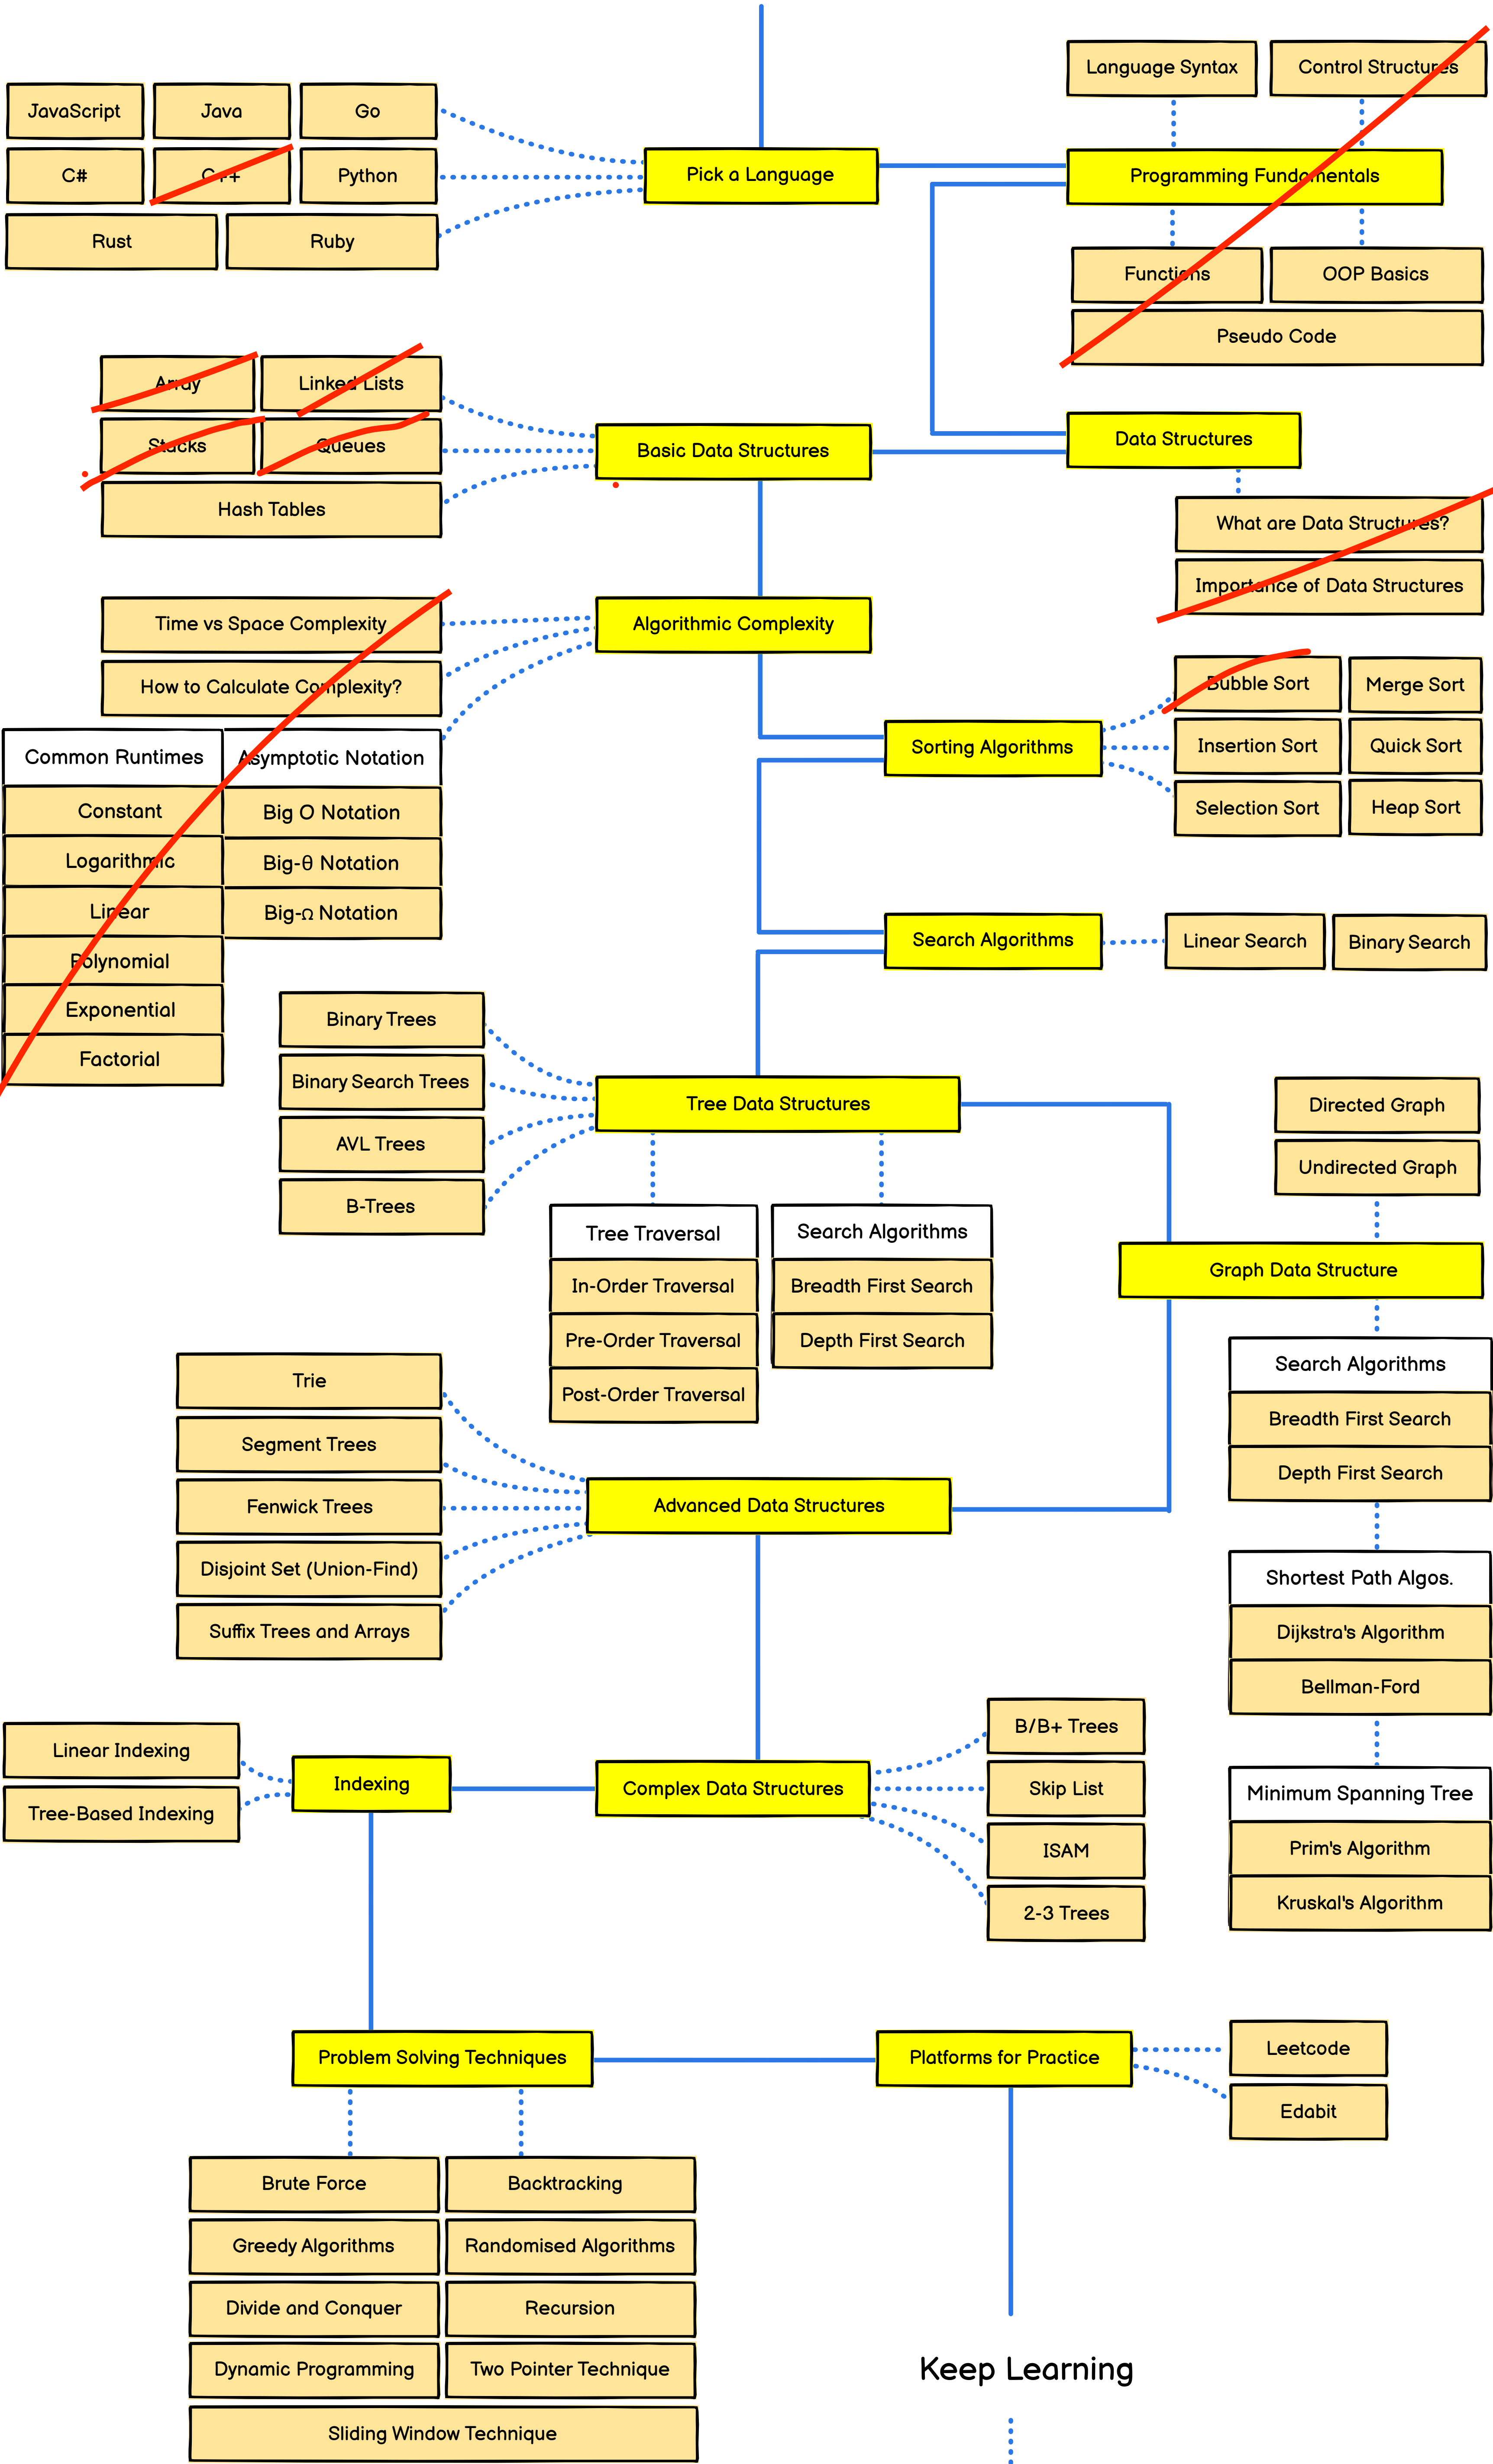 Language Syntax
Control Structures
JavaScript
Java
Go
C#
C++
Python
Rust
Ruby
Pick a Language
Programming Fundamentals
Functions
OOP Basics
Pseudo Code
Array
Linked Lists
Stacks
Queues
Hash Tables
Basic Data Structures
Data Structures
What are Data Structures?
Importance of Data Structures
Time vs Space Complexity
How to Calculate Complexity?
Algorithmic Complexity
Common Runtimes
Constant
Logarithmic
Linear
Polynomial
Exponential
Factorial
Asymptotic Notation
Big O Notation
Big-θ Notation
Big-Ω Notation
Sorting Algorithms
Bubble Sort
Merge Sort
Insertion Sort
Quick Sort
Selection Sort
Heap Sort
Search Algorithms
Linear Search
Binary Search
Binary Trees
Binary Search Trees
AVL Trees
B-Trees
Tree Data Structures
Tree Traversal
In-Order Traversal
Pre-Order Traversal
Post-Order Traversal
Search Algorithms
Breadth First Search
Depth First Search
Directed Graph
Undirected Graph
Graph Data Structure
Search Algorithms
Breadth First Search
Depth First Search
Shortest Path Algos.
Dijkstra's Algorithm
Bellman-Ford
Minimum Spanning Tree
Prim's Algorithm
Kruskal's Algorithm
Trie
Segment Trees
Fenwick Trees
Disjoint Set (Union-Find)
Suffix Trees and Arrays
Advanced Data Structures
Linear Indexing
Tree-Based Indexing
Indexing
Complex Data Structures
B/B+ Trees
Skip List
ISAM
2-3 Trees
Problem Solving Techniques
Platforms for Practice
Leetcode
Edabit
Brute Force
Backtracking
Greedy Algorithms
Randomised Algorithms
Divide and Conquer
Recursion
Dynamic Programming
Two Pointer Technique
Sliding Window Technique
Keep Learning